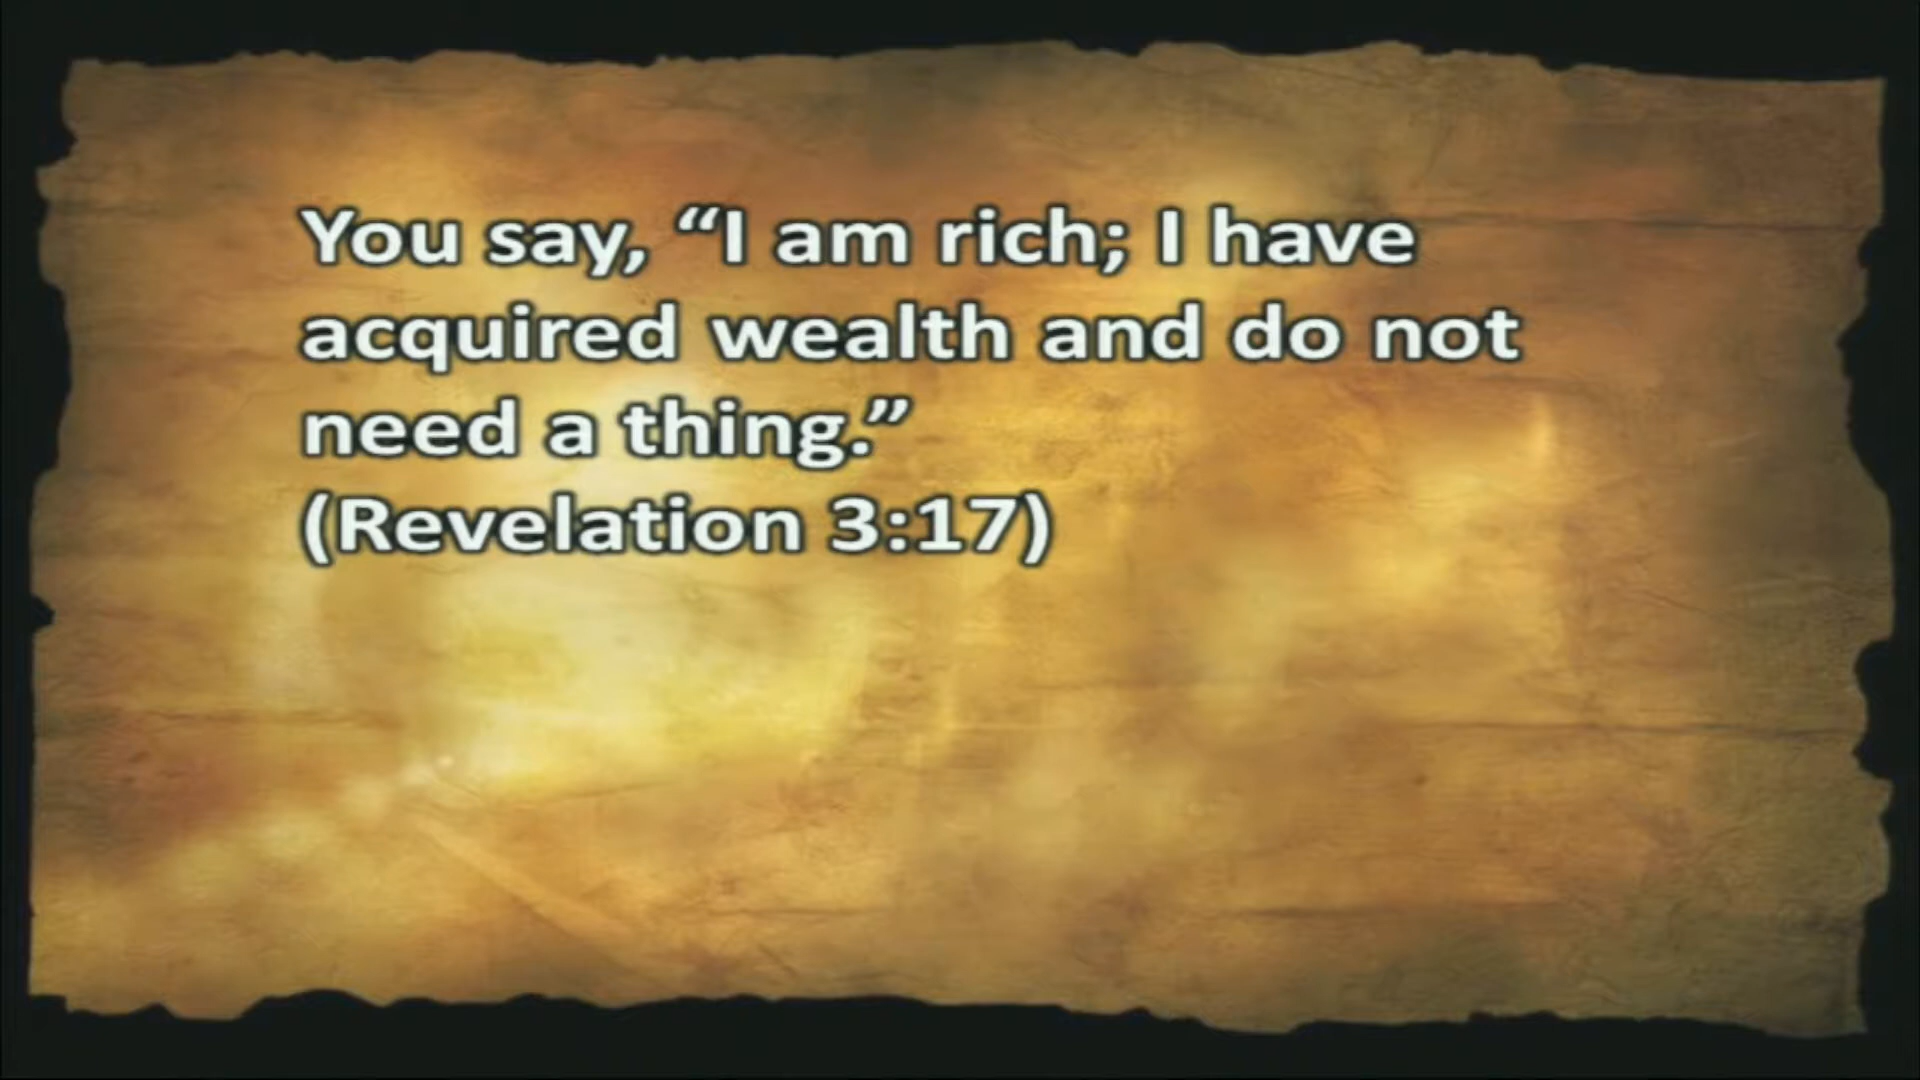 You say, “I am rich; I have
acquired wealth and do not
need a thing.”
(Revelation 3:17)